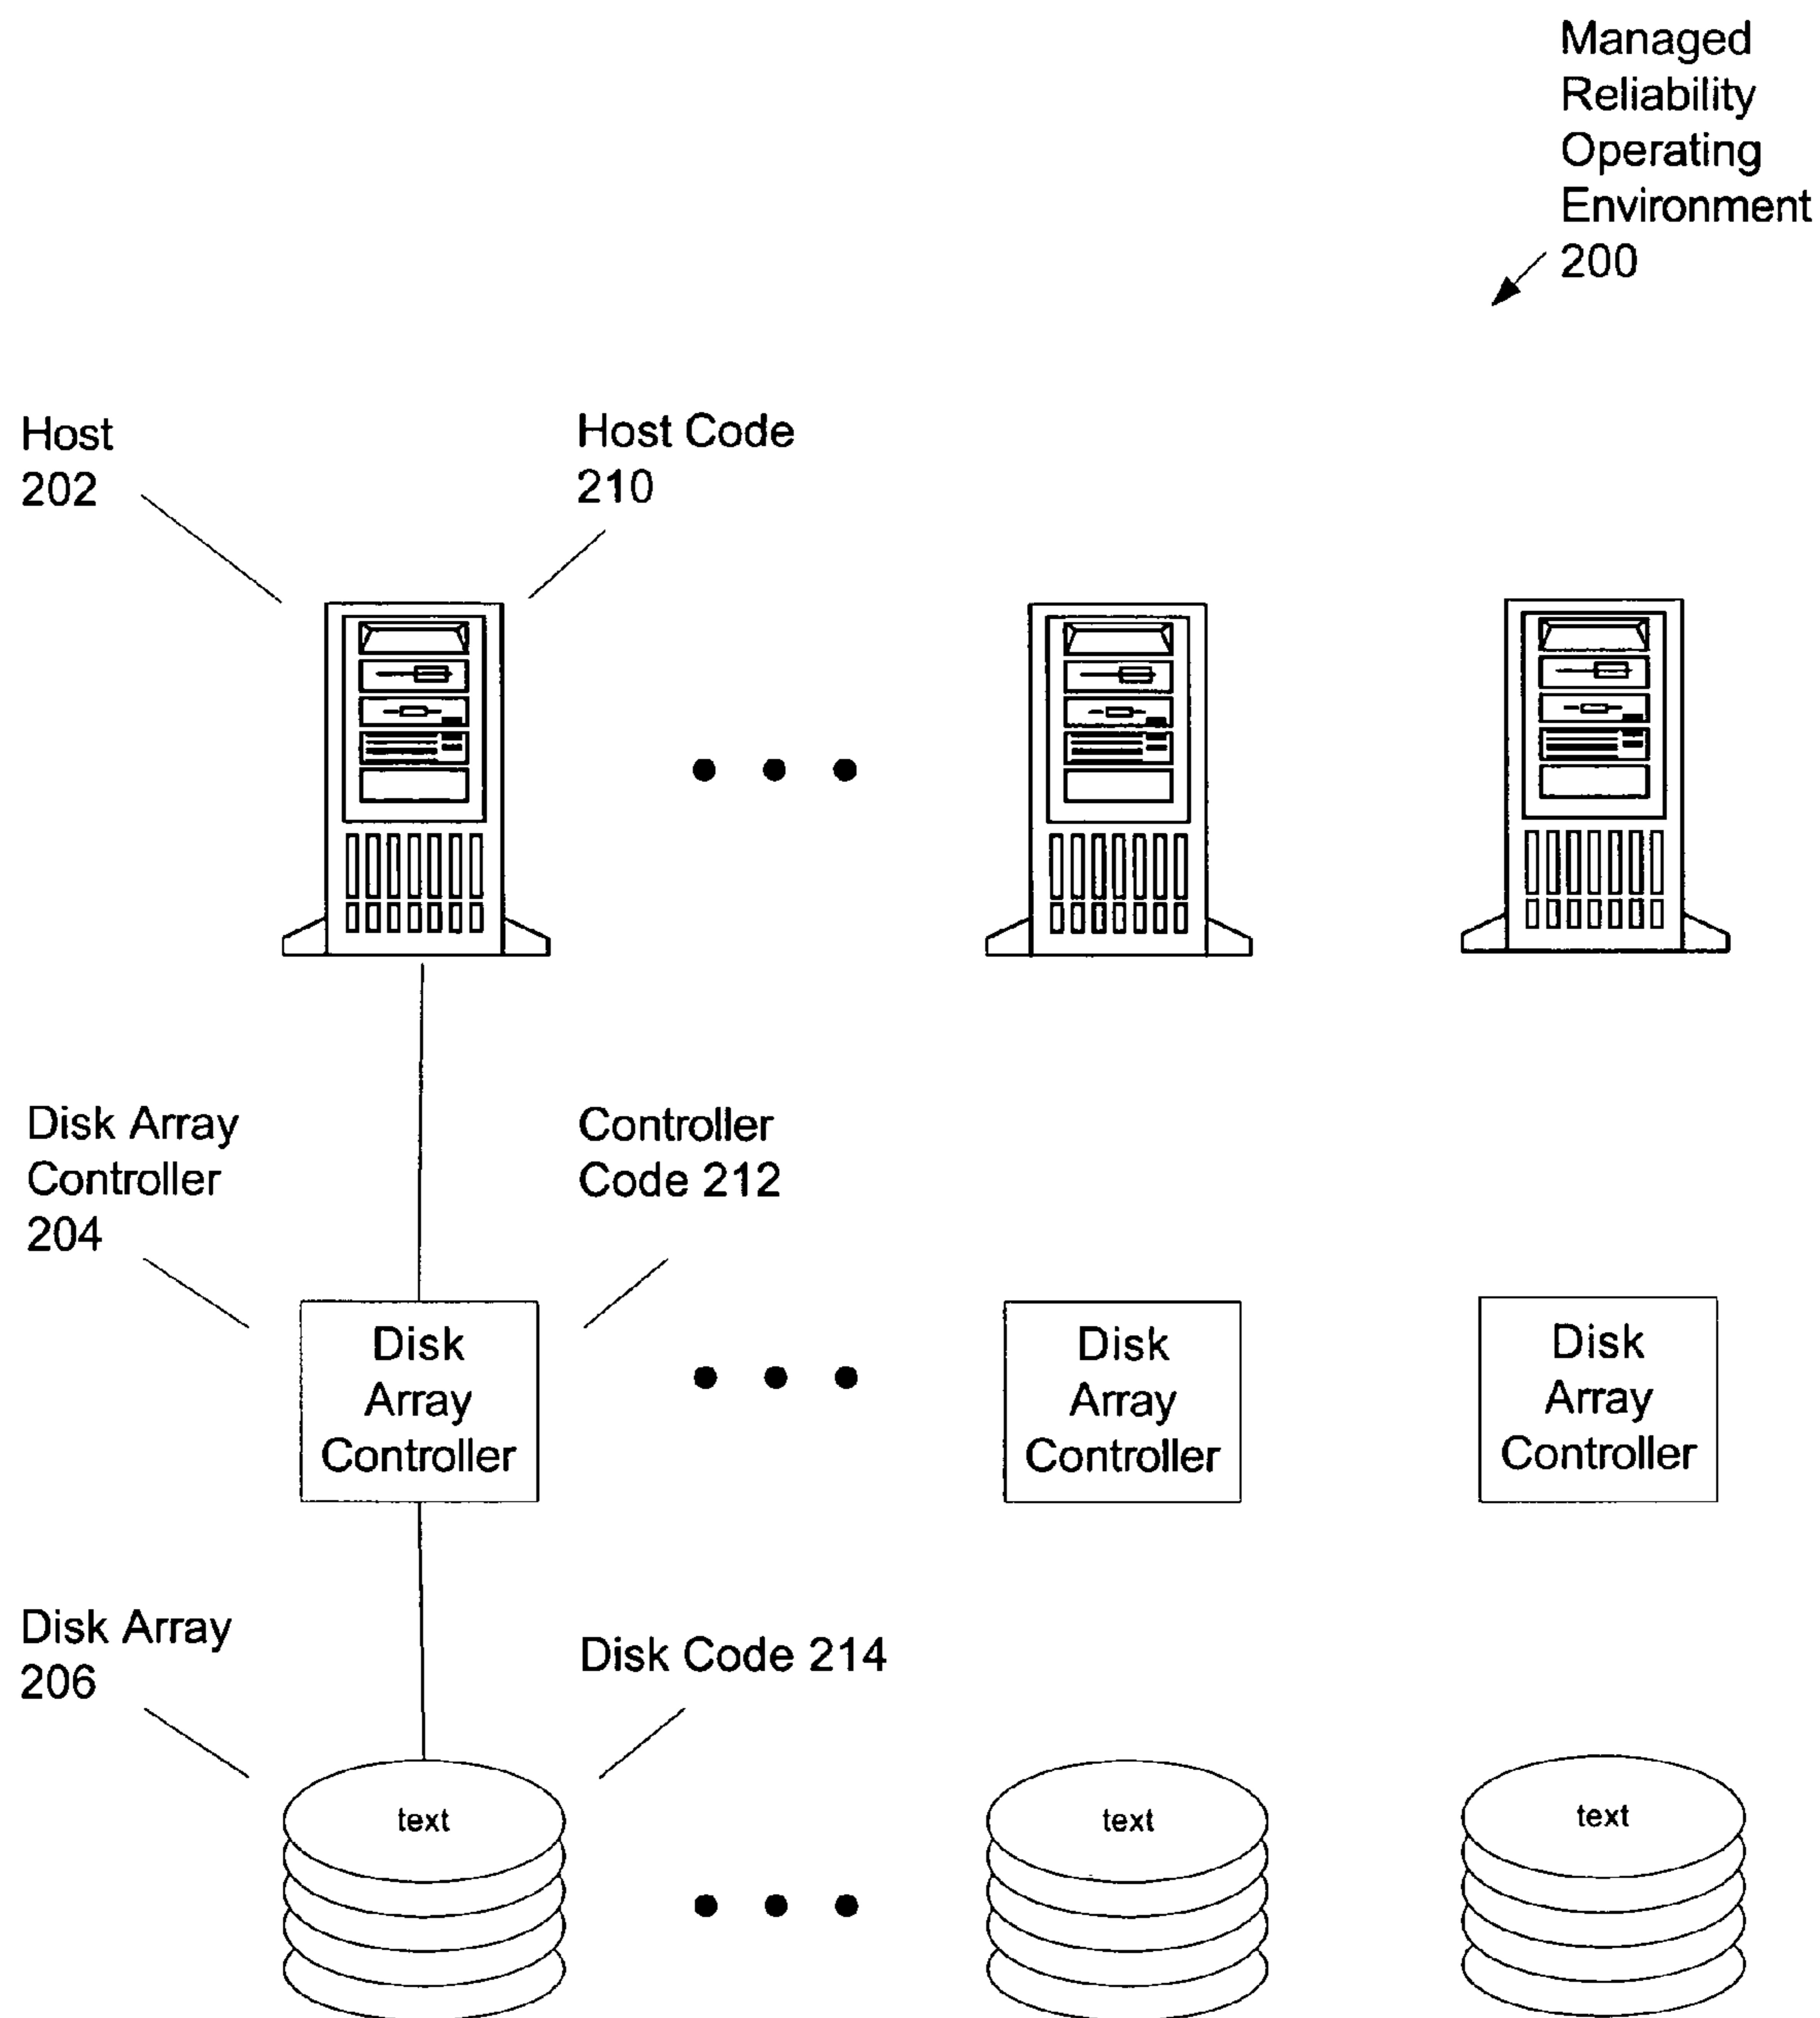 Managed
Reliability
Operating
Environment
200
Host
202
Host Code
210
Disk Array
Controller
204
Controller
Code 212
Disk
Array
Controller
Disk
Array
Controller
Disk
Array
Controller
Disk Array
206
Disk Code 214
text
text
text